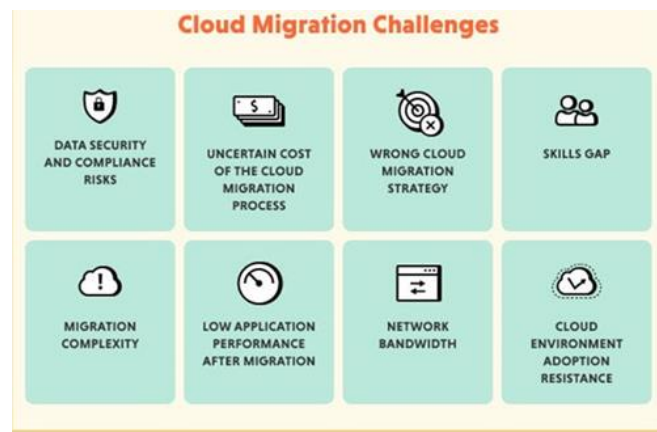 Cloud Migration Challenges
DATA SECURITY
AND COMPLIANCE
RISKS
UNCERTAIN COST
OF THE CLOUD
MIGRATION
PROCESS
WRONG CLOUD
MIGRATION
STRATEGY
SKILLS GAP
MIGRATION
COMPLEXITY
LOW APPLICATION
PERFORMANCE
AFTER MIGRATION
NETWORK
BANDWIDTH
CLOUD
ENVIRONMENT
ADOPTION
RESISTANCE